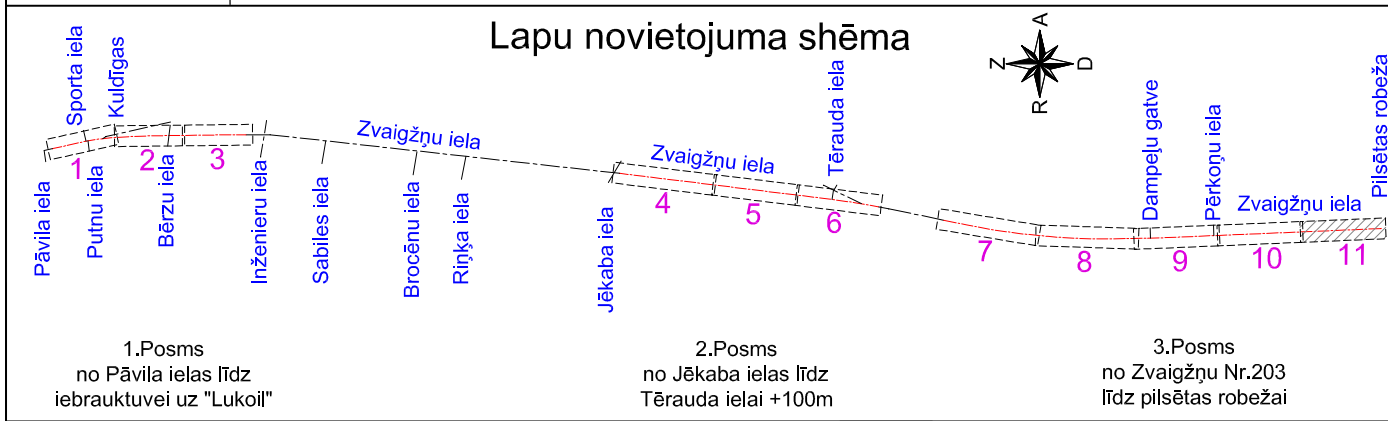 Lapu novietojuma shēma
A
Z
D
R
Sporta iela
Kuldīgas
Zvaigžņu iela
Zvaigžņu iela
Tērauda iela
Dampeļu gatve
Pērkoņu iela
Zvaigžņu iela
Pilsētas robeža
1
2
3
4
5
6
7
8
9
10
11
Pāvila iela
Putnu iela
Bērzu iela
Inženieru iela
Sabiles iela
Brocēnu iela
Riņķa iela
Jēkaba iela
1.Posms
no Pāvila ielas līdz
iebrauktuvei uz "Lukoil"
2.Posms
no Jēkaba ielas līdz
Tērauda ielai +100m
3.Posms
no Zvaigžņu Nr.203
līdz pilsētas robežai